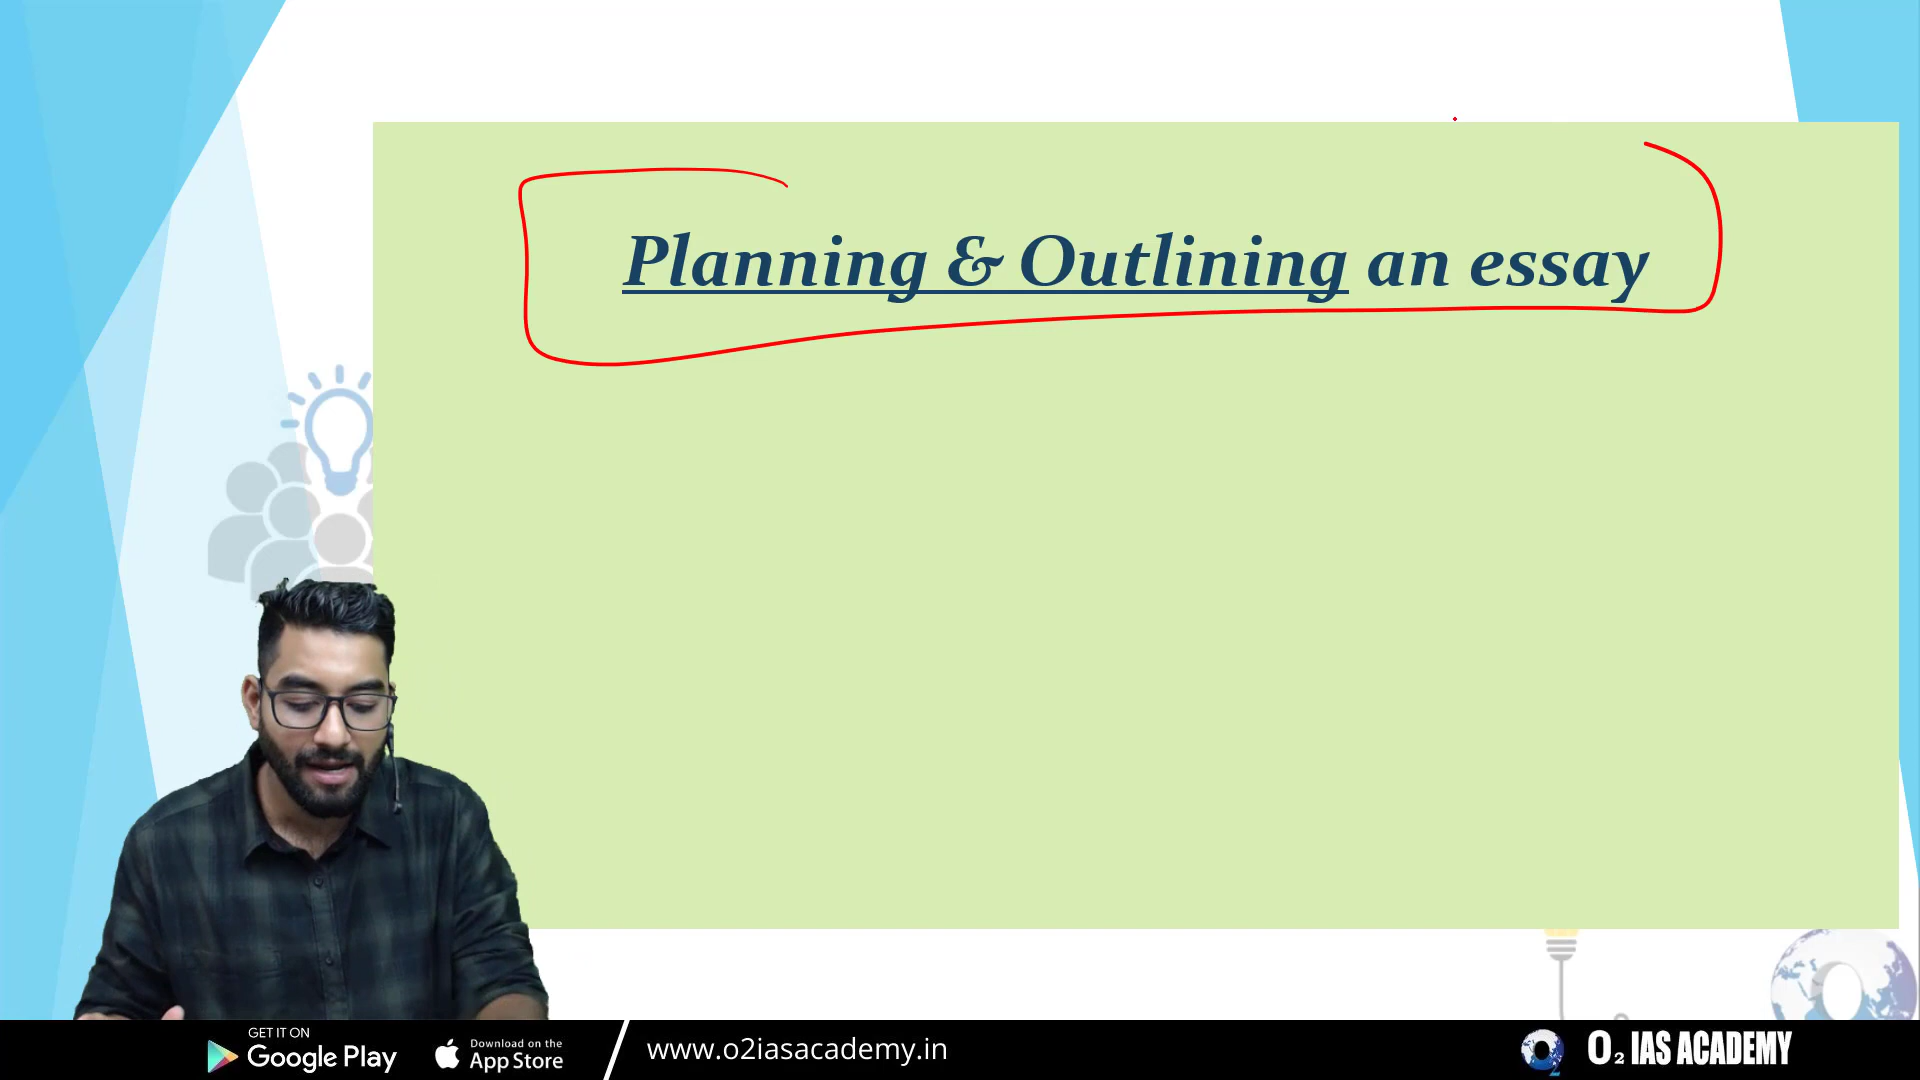 Planning & Outlining an essay
GET IT ON
Google Play
Download on the
App Store
www.o2iasacademy.in
O₂ IAS ACADEMY